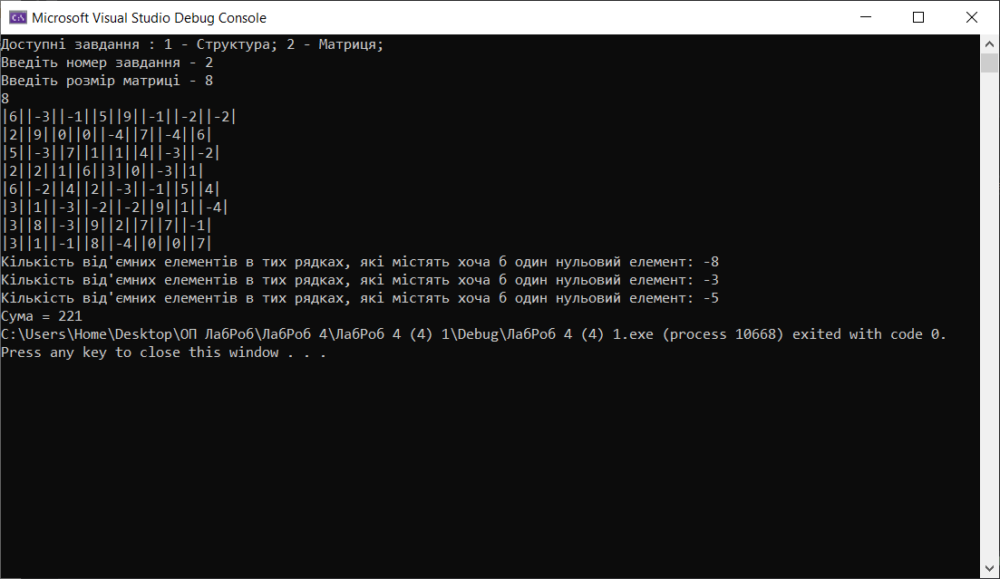 Microsoft Visual Studio Debug Console
Доступні завдання : 1 - Структура; 2 - Матриця;
Введіть номер завдання - 2
Введіть розмір матриці - 8
8
|6||-3||-1||5||9||-1||-2||-2|
|2||9||0||0||-4||7||-4||6|
|5||-3||7||1||1||4||-3||-2|
|2||2||1||6||3||0||-3||1|
|6||-2||4||2||-3||-1||5||4|
|3||1||-3||-2||-2||9||1||-4|
|3||8||-3||9||2||7||7||-1|
|3||1||-1||8||-4||0||0||7|
Кількість від'ємних елементів в тих рядках, які містять хоча б один нульовий елемент: -8
Кількість від'ємних елементів в тих рядках, які містять хоча б один нульовий елемент: -3
Кількість від'ємних елементів в тих рядках, які містять хоча б один нульовий елемент: -5
Сума = 221
C:\Users\Home\Desktop\ОП ЛабРоб\ЛабРоб 4\ЛабРоб 4 (4) 1\Debug\ЛабРоб 4 (4) 1.exe (process 10668) exited with code 0.
Press any key to close this window . . .